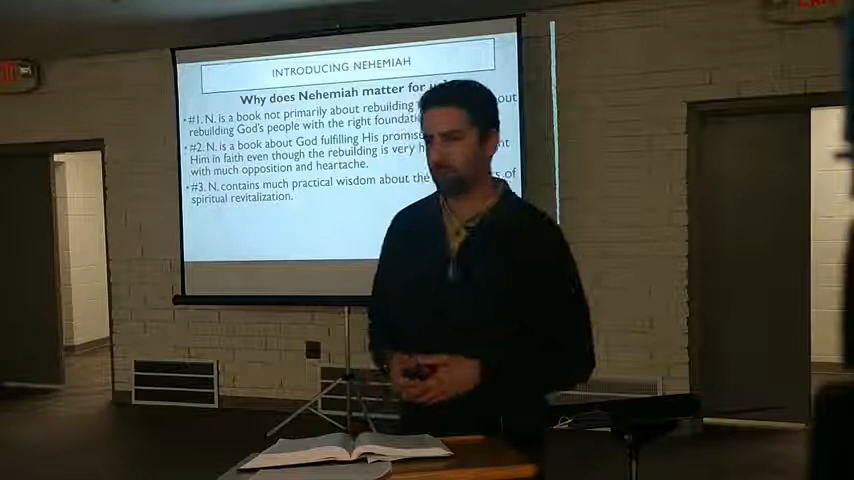 EXIT
INTRODUCING NEHEMIAH
Why does Nehemiah matter for
• #1. N. is a book not primarily about rebuilding
rebuilding God's people with the right
• #2. N. is a book about God fulfilling His
Him in faith even though the rebuilding is very
with much opposition and heartache.
• #3. N. contains much practical wisdom about the of
spiritual revitalization.